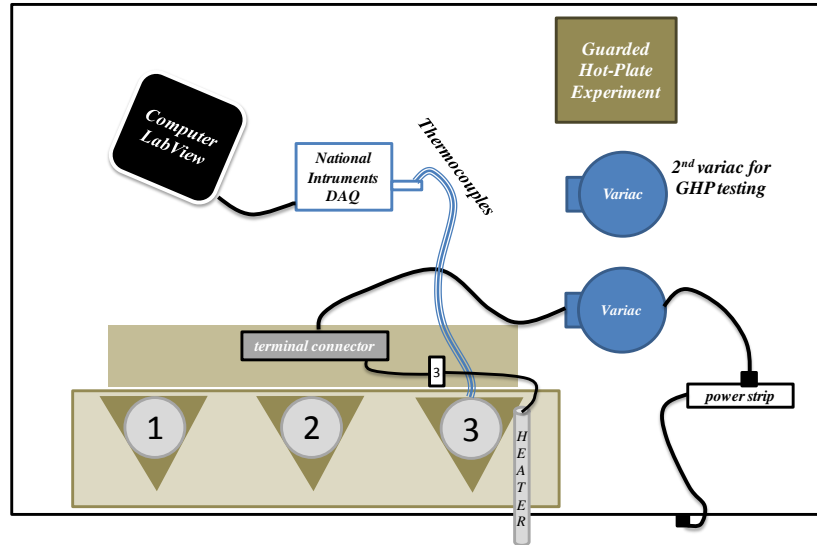 Guarded
Hot-Plate
Experiment
Computer
LabView
Thermocouples
National
Intruments
DAQ
2nd variac for
GHP testing
Variac
Variac
terminal connector
3
power strip
1
2
3
HEATER